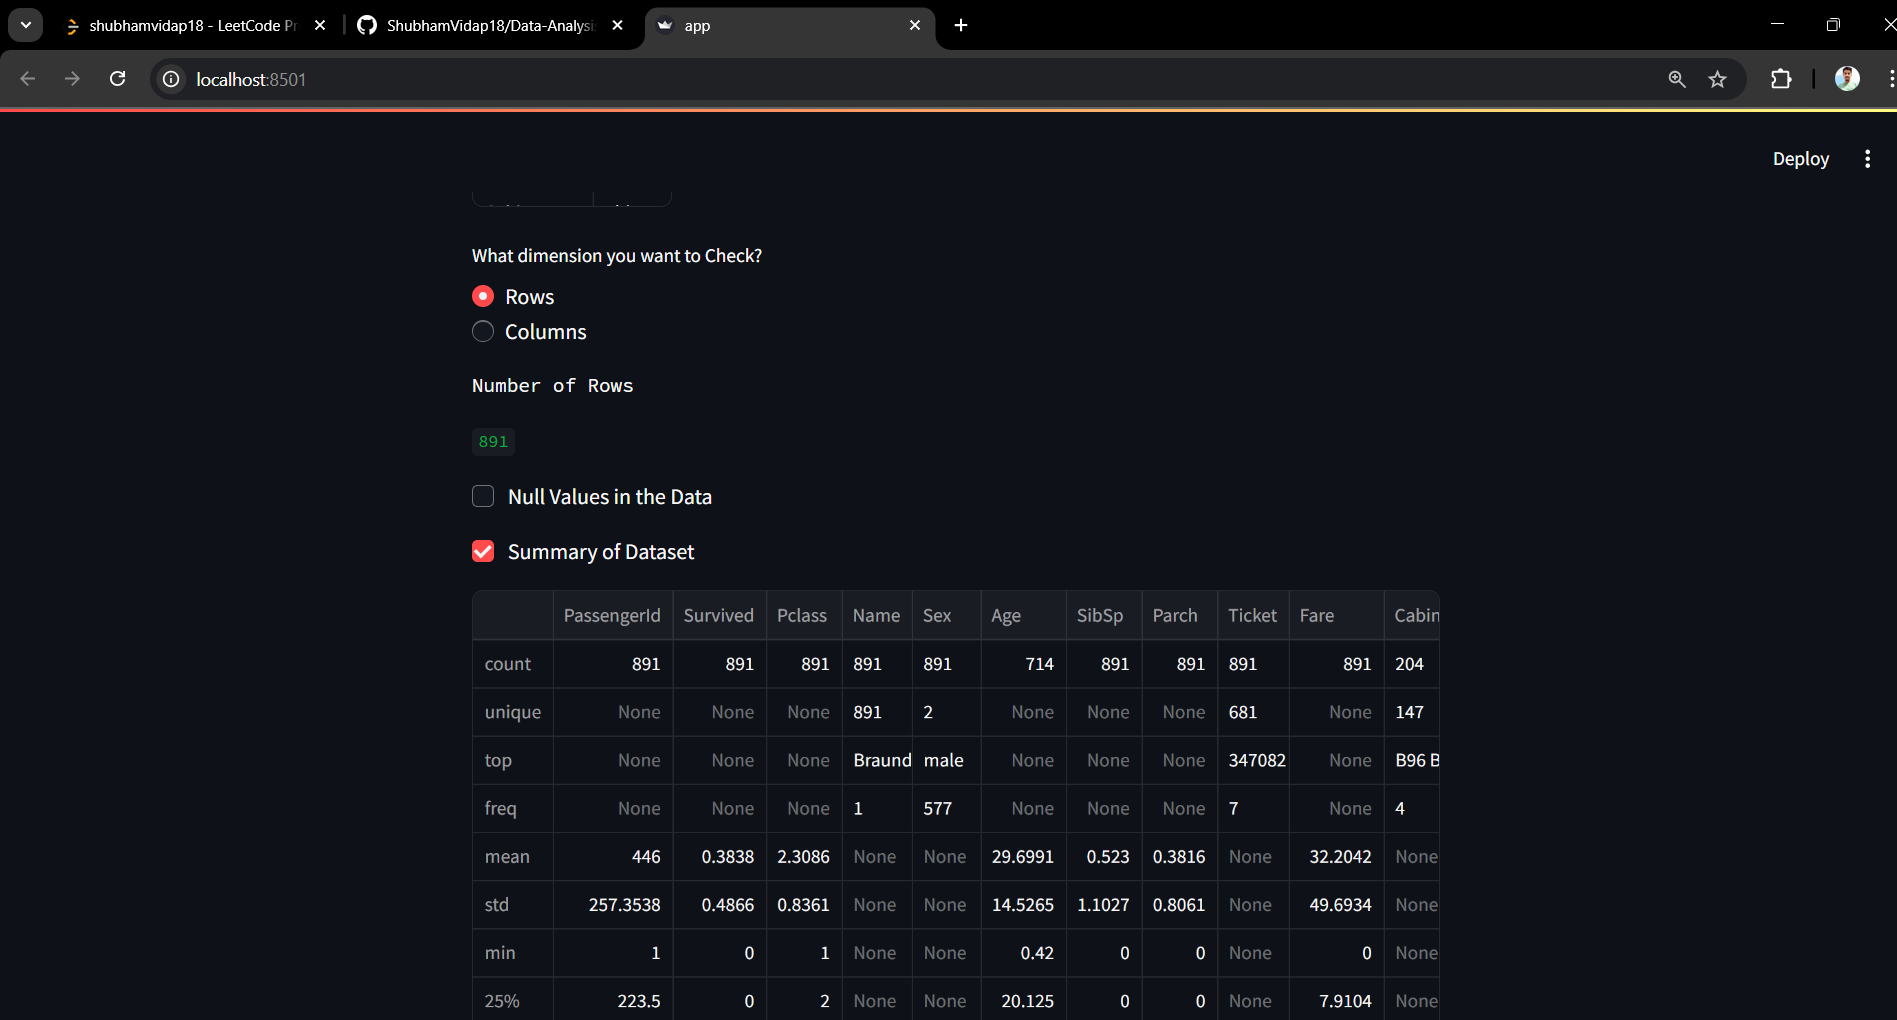 shubhamvidap18 - LeetCode Pr
ShubhamVidap18/Data-Analysis
app
localhost:8501
Deploy
What dimension you want to Check?
Rows
Columns
Number of Rows
891
Null Values in the Data
Summary of Dataset
PassengerId Survived Pclass Name Sex Age SibSp Parch Ticket Fare Cabin
count 891 891 891 891 891 714 891 891 891 891 204
unique None None None 891 2 None None None 681 None 147
top None None None Braund male None None None 347082 None B96 B
freq None None None 1 577 None None None 7 None 4
mean 446 0.3838 2.3086 None None 29.6991 0.523 0.3816 None 32.2042 None
std 257.3538 0.4866 0.8361 None None 14.5265 1.1027 0.8061 None 49.6934 None
min 1 0 1 None None 0.42 0 0 None 0 None
25% 223.5 0 2 None None 20.125 0 0 None 7.9104 None